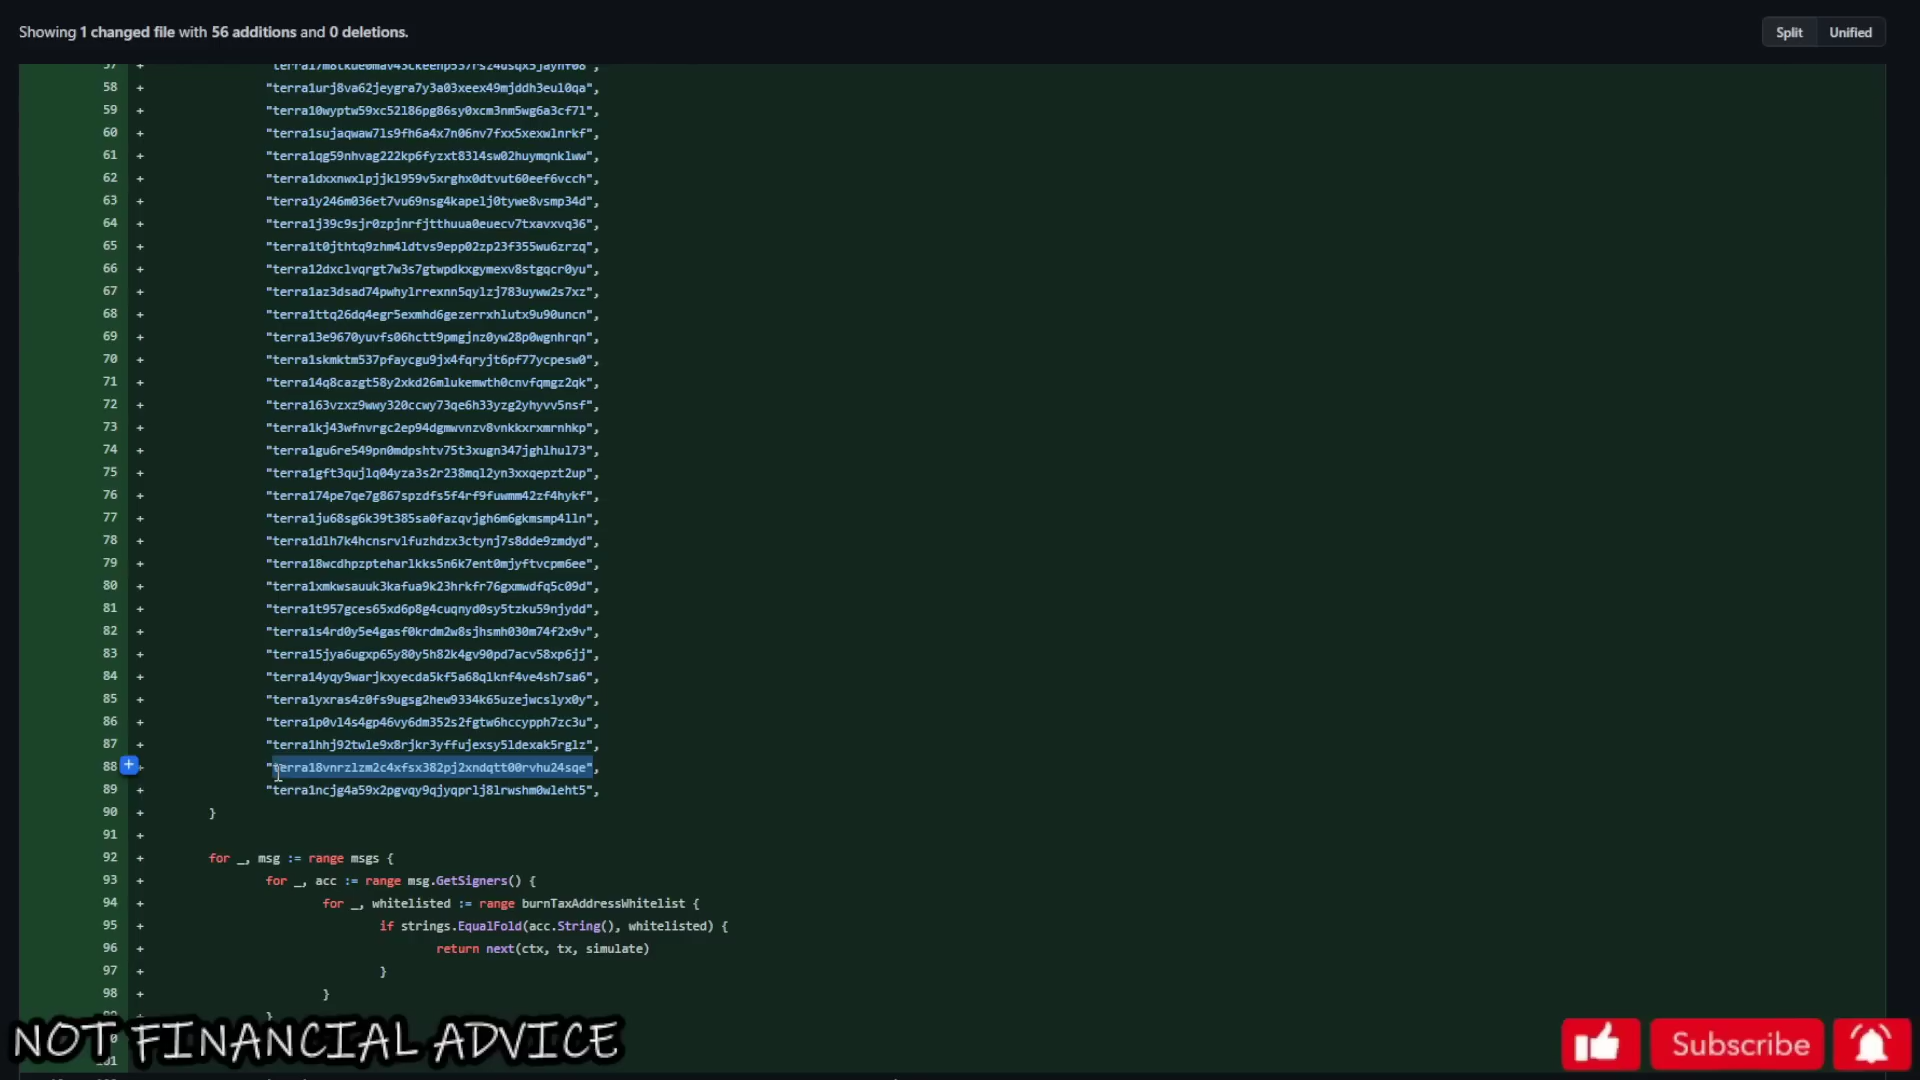 Showing 1 changed file with 56 additions and 0 deletions.
Split Unified
58 + "terra1urj8va62jeygra7y3a03xeex49mjddh3eul0qa",
59 + "terra10wyptw59xc52l86pg86sy0xcm3nm5wg6a3cf7l",
60 + "terra1sujaqwaw7ls9fh6a4x7n06nv7fxx5xexwlnrkf",
61 + "terra1qg59nhvag222kp6fyzxt83l4sw02huymqnklww",
62 + "terra1dxxnwxlpjjkl959v5xrghx0dtvut60eef6vcch",
63 + "terra1y246m036et7vu69nsg4kapelj0tywe8vsmp34d",
64 + "terra1j39c9sjr0zpjnrfjtthuua0euecv7txavxvq36",
65 + "terra1t0jthtq9zhm4ldtvs9epp02zp23f355wu6zrzq",
66 + "terra12dxclvqrgt7w3s7gtwpdkxgymexv8stgqcr0yu",
67 + "terra1az3dsad74pwhylrrexnn5qylzj783uyww2s7xz",
68 + "terra1ttq26dq4egr5exmhd6gezerrxhlutx9u90uncn",
69 + "terra13e9670yuvfs06hctt9pmgjnz0yw28p0wgnhrqn",
70 + "terra1skmktm537pfaycgu9jx4fqryjt6pf77ycpesw0",
71 + "terra14q8cazgt58y2xkd26mlukemwth0cnvfqmgz2qk",
72 + "terra163vzxz9wwy320ccwy73qe6h33yzg2yhyvv5nsf",
73 + "terra1kj43wfnvrgc2ep94dgmwvnzv8vnkkxrxmrnhkp",
74 + "terra1gu6re549pn0mdpshtv75t3xugn347jghlhul73",
75 + "terra1gft3qujlq04yza3s2r238mql2yn3xxqepzt2up",
76 + "terra174pe7qe7g867spzdfs5f4rf9fuwmm42zf4hykf",
77 + "terra1ju68sg6k39t385sa0fazqvjgh6m6gkmsmp4lln",
78 + "terra1dlh7k4hcnsrvlfuzhdzx3ctynj7s8dde9zmdyd",
79 + "terra18wcdhpzpteharlkks5n6k7ent0mjyftvcpm6ee",
80 + "terra1xmkwsauuk3kafua9k23hrkfr76gxmwdfq5c09d",
81 + "terra1t957gces65xd6p8g4cuqnyd0sy5tzku59njydd",
82 + "terra1s4rd0y5e4gasf0krdm2w8sjhsmh030m74f2x9v",
83 + "terra15jya6ugxp65y80y5h82k4gv90pd7acv58xp6jj",
84 + "terra14yqy9warjkxyecda5kf5a68qlknf4ve4sh7sa6",
85 + "terra1yxras4z0fs9ugsg2hew9334k65uzejwcslyx0y",
86 + "terra1p0vl4s4gp46vy6dm352s2fgtw6hccypph7zc3u",
87 + "terra1hhj92twle9x8rjkr3yffujexsy5ldexak5rglz",
88 + "terra18vnrzlzm2c4xfsx382pj2xndqtt00rvhu24sqe",
89 + "terra1ncjg4a59x2pgvqy9qjyqprlj8lrwshm0wleht5",
90 + }
91 +
92 + for _, msg := range msgs {
93 + for _, acc := range msg.GetSigners() {
94 + for _, whitelisted := range burnTaxAddressWhitelist {
95 + if strings.EqualFold(acc.String(), whitelisted) {
96 + return next(ctx, tx, simulate)
97 + }
98 + }
NOT FINANCIAL ADVICE
Subscribe